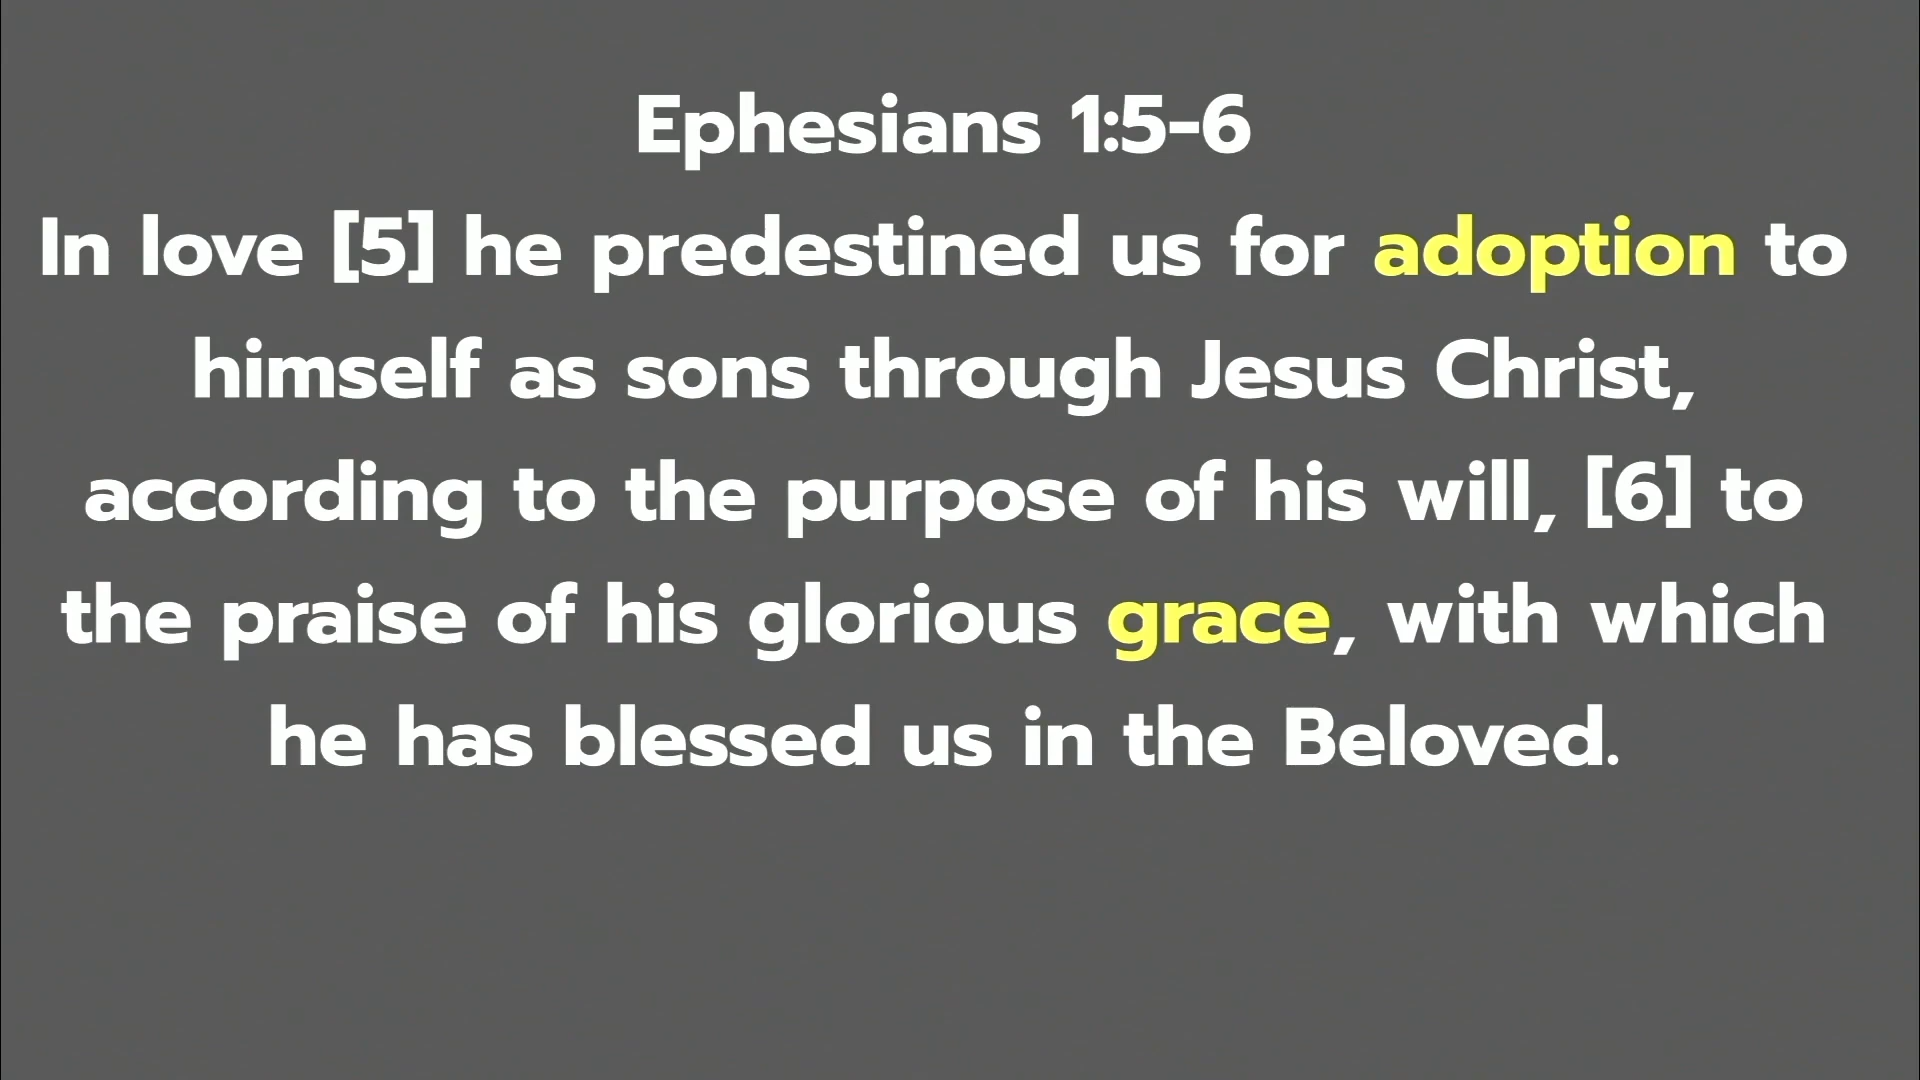 Ephesians 1:5-6
In love [5] he predestined us for adoption to
himself as sons through Jesus Christ,
according to the purpose of his will, [6] to
the praise of his glorious grace, with which
he has blessed us in the Beloved.